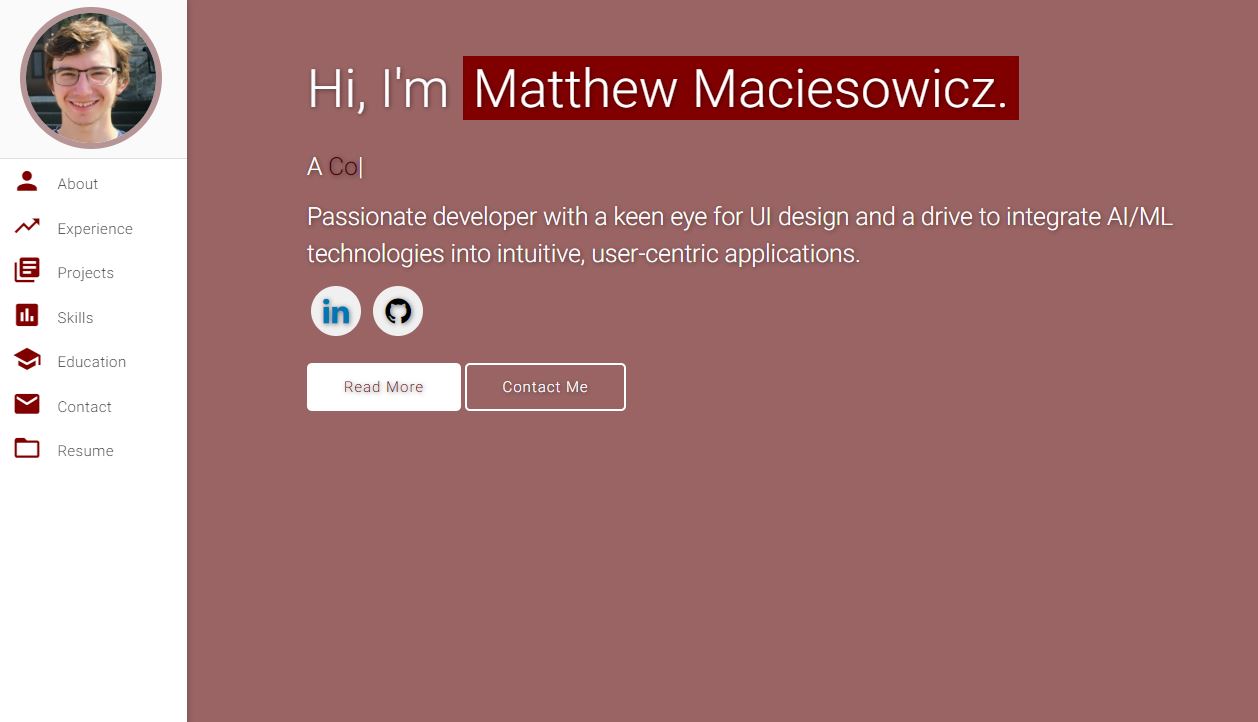 About
Experience
Projects
Skills
Education
Contact
Resume
Hi, I'm Matthew Maciesowicz.
A Co|
Passionate developer with a keen eye for UI design and a drive to integrate AI/ML
technologies into intuitive, user-centric applications.
in
Read More
Contact Me